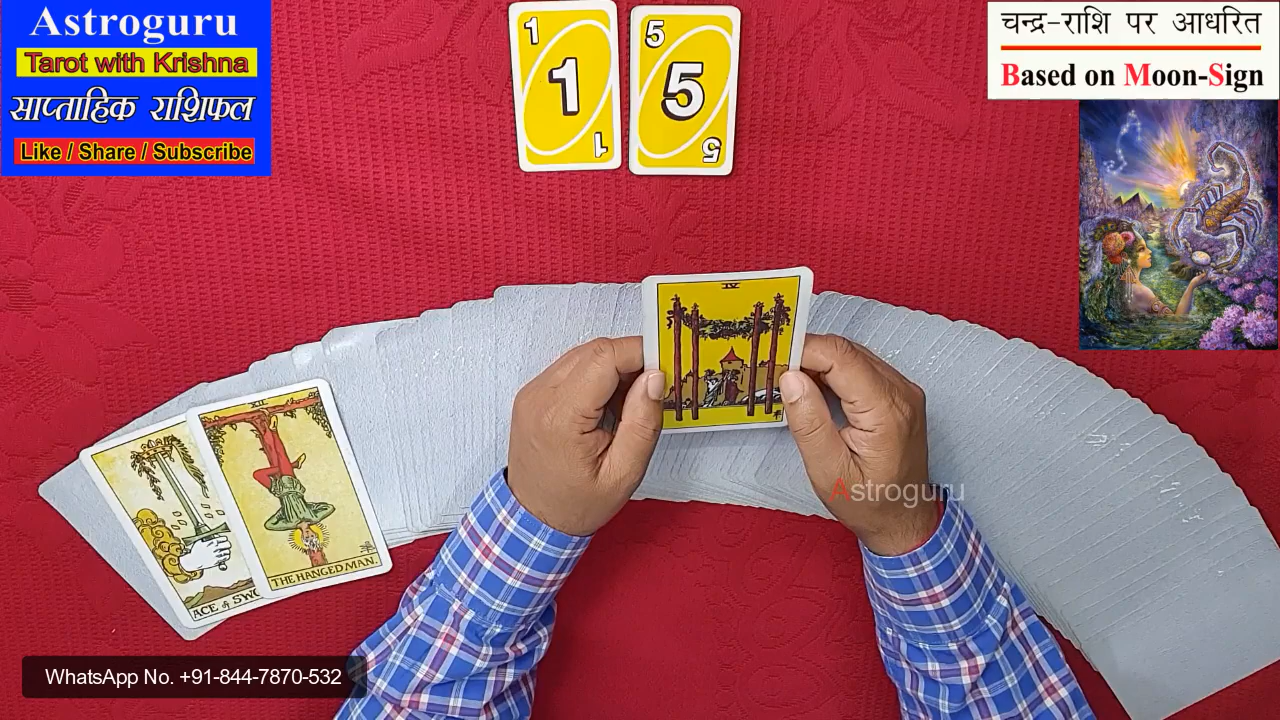 Astroguru
Tarot with Krishna
साप्ताहिक राशिफल
Like / Share / Subscribe
चन्द्र-राशि पर आधरित
Based on Moon-Sign
1
1
1
5
5
5
IV
XII
THE HANGED MAN.
ACE of SWO
Astroguru
WhatsApp No. +91-844-7870-532